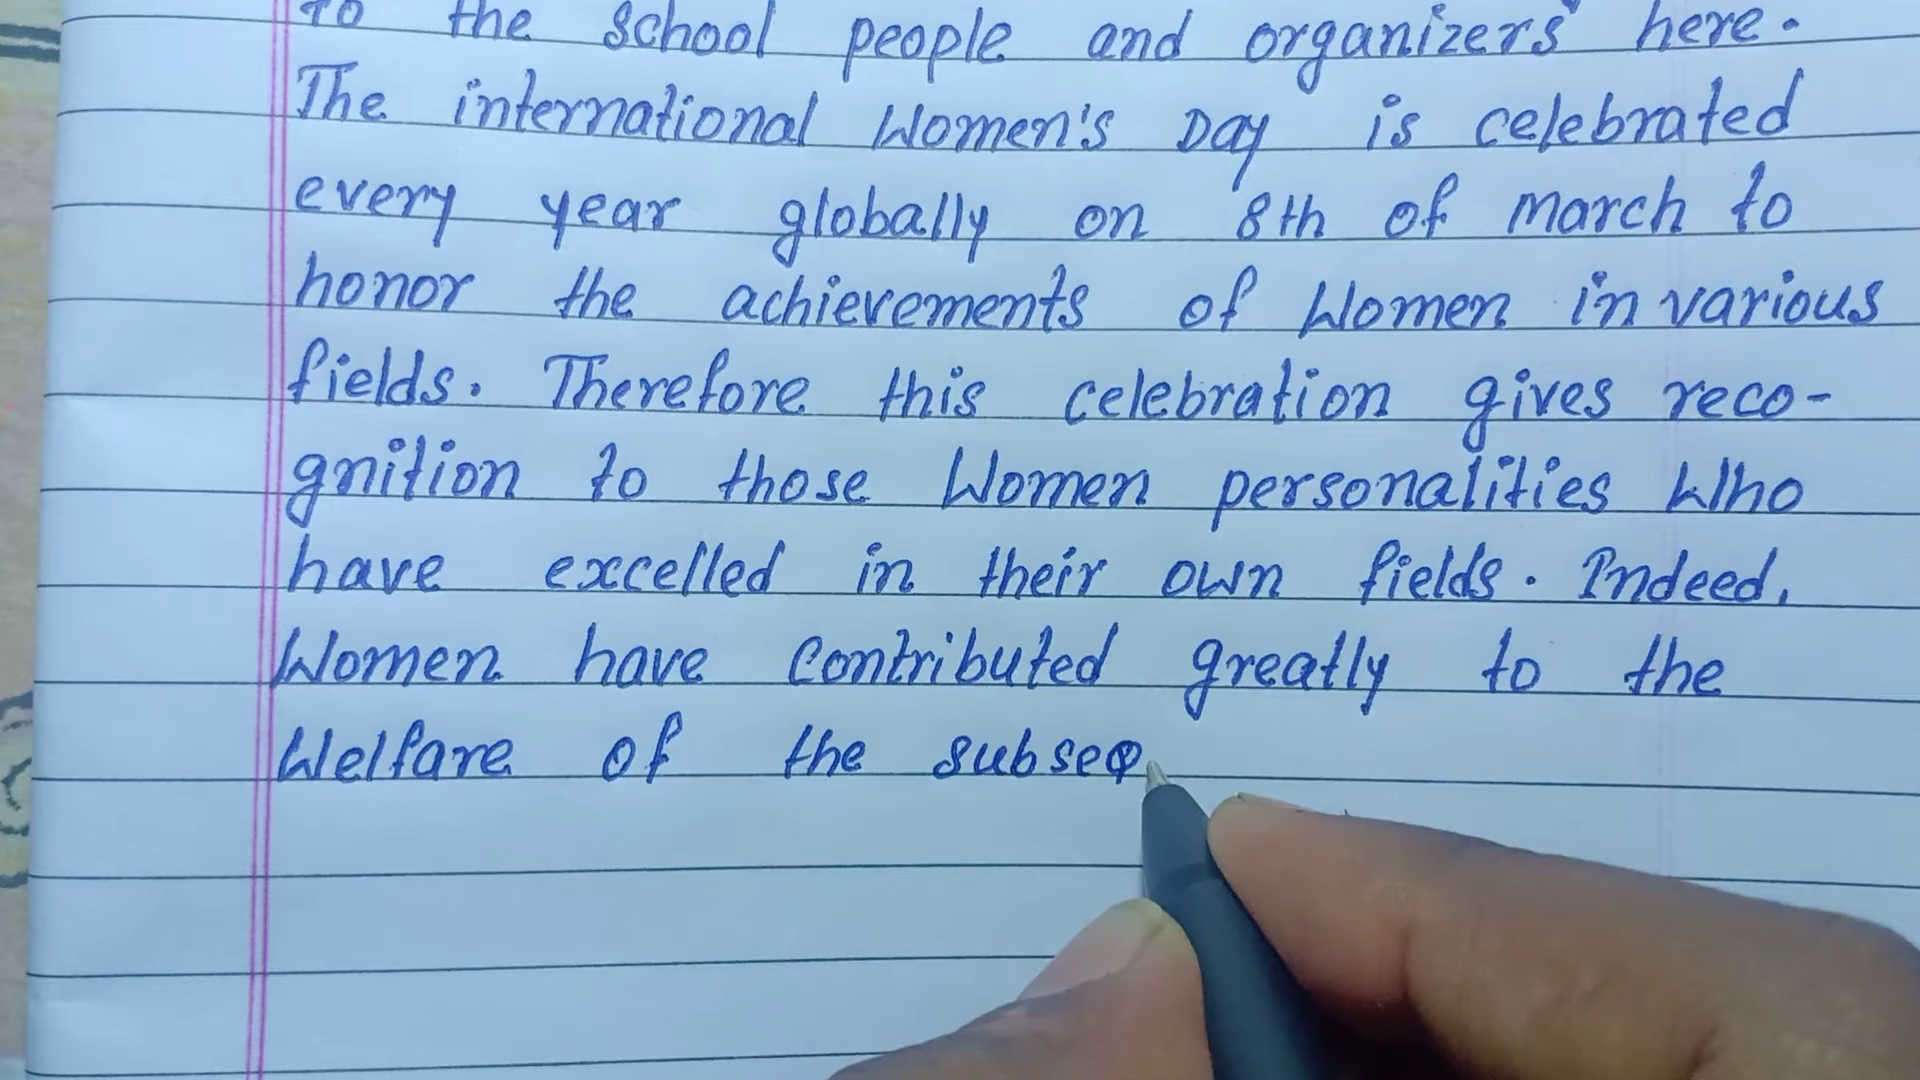 To the school people and organizers here.
The international Women's Day is celebrated
every year globally on 8th of march to
honor the achievements of Women in various
fields. Therefore this celebration gives reco-
gnition to those Women personalities Who
have excelled in their own fields. Indeed,
Women have contributed greatly to the
Welfare of the subseq